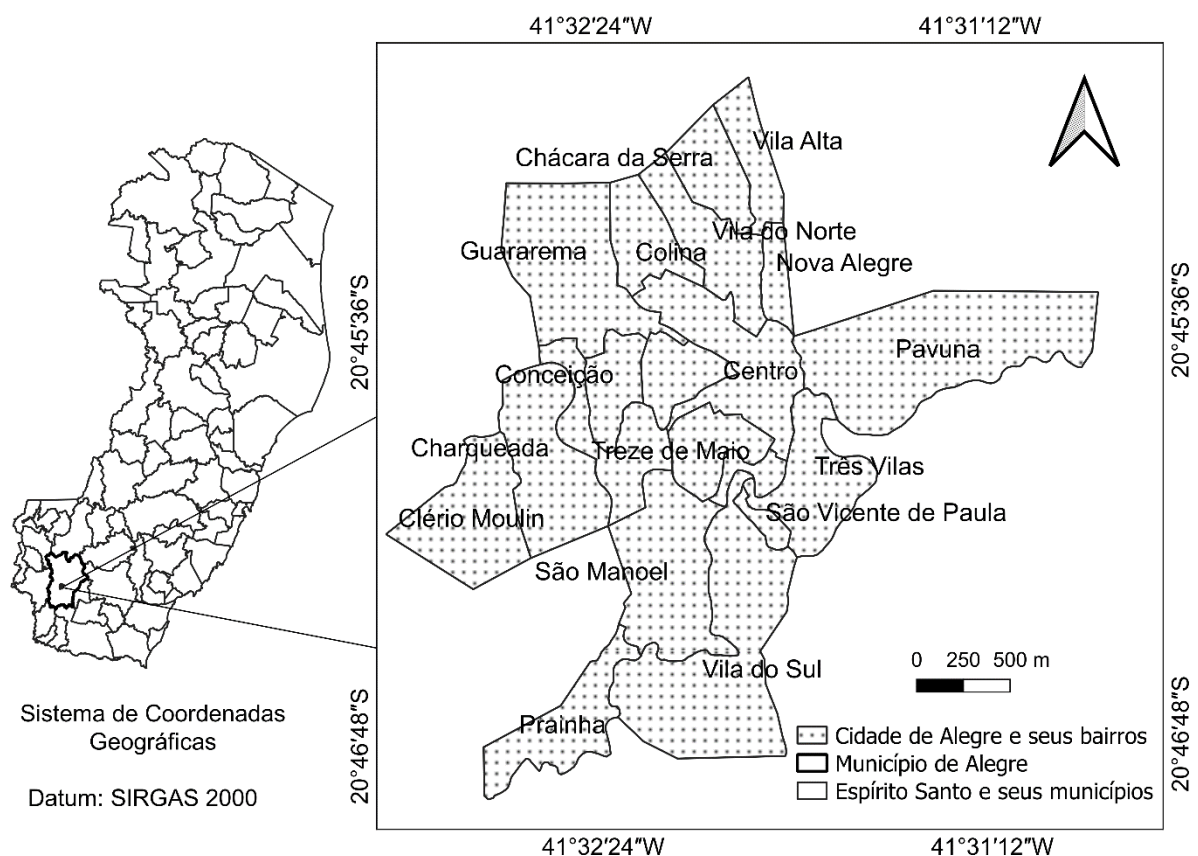 41°32′24″W
41°31′12″W
Vila Alta
Chácara da Serra
Vila do Norte
Guararema
Colina
Nova Alegre
20°45′36″S
20°45′36″S
Pavuna
Conceição
Centro
Charqueada
Treze de Maio
Três Vilas
Clério Moulin
São Vicente de Paula
São Manoel
0 250 500 m
Vila do Sul
Prainha
20°46′48″S
20°46′48″S
Sistema de Coordenadas
Geográficas
Datum: SIRGAS 2000
Cidade de Alegre e seus bairros
Município de Alegre
Espírito Santo e seus municípios
41°32′24″W
41°31′12″W